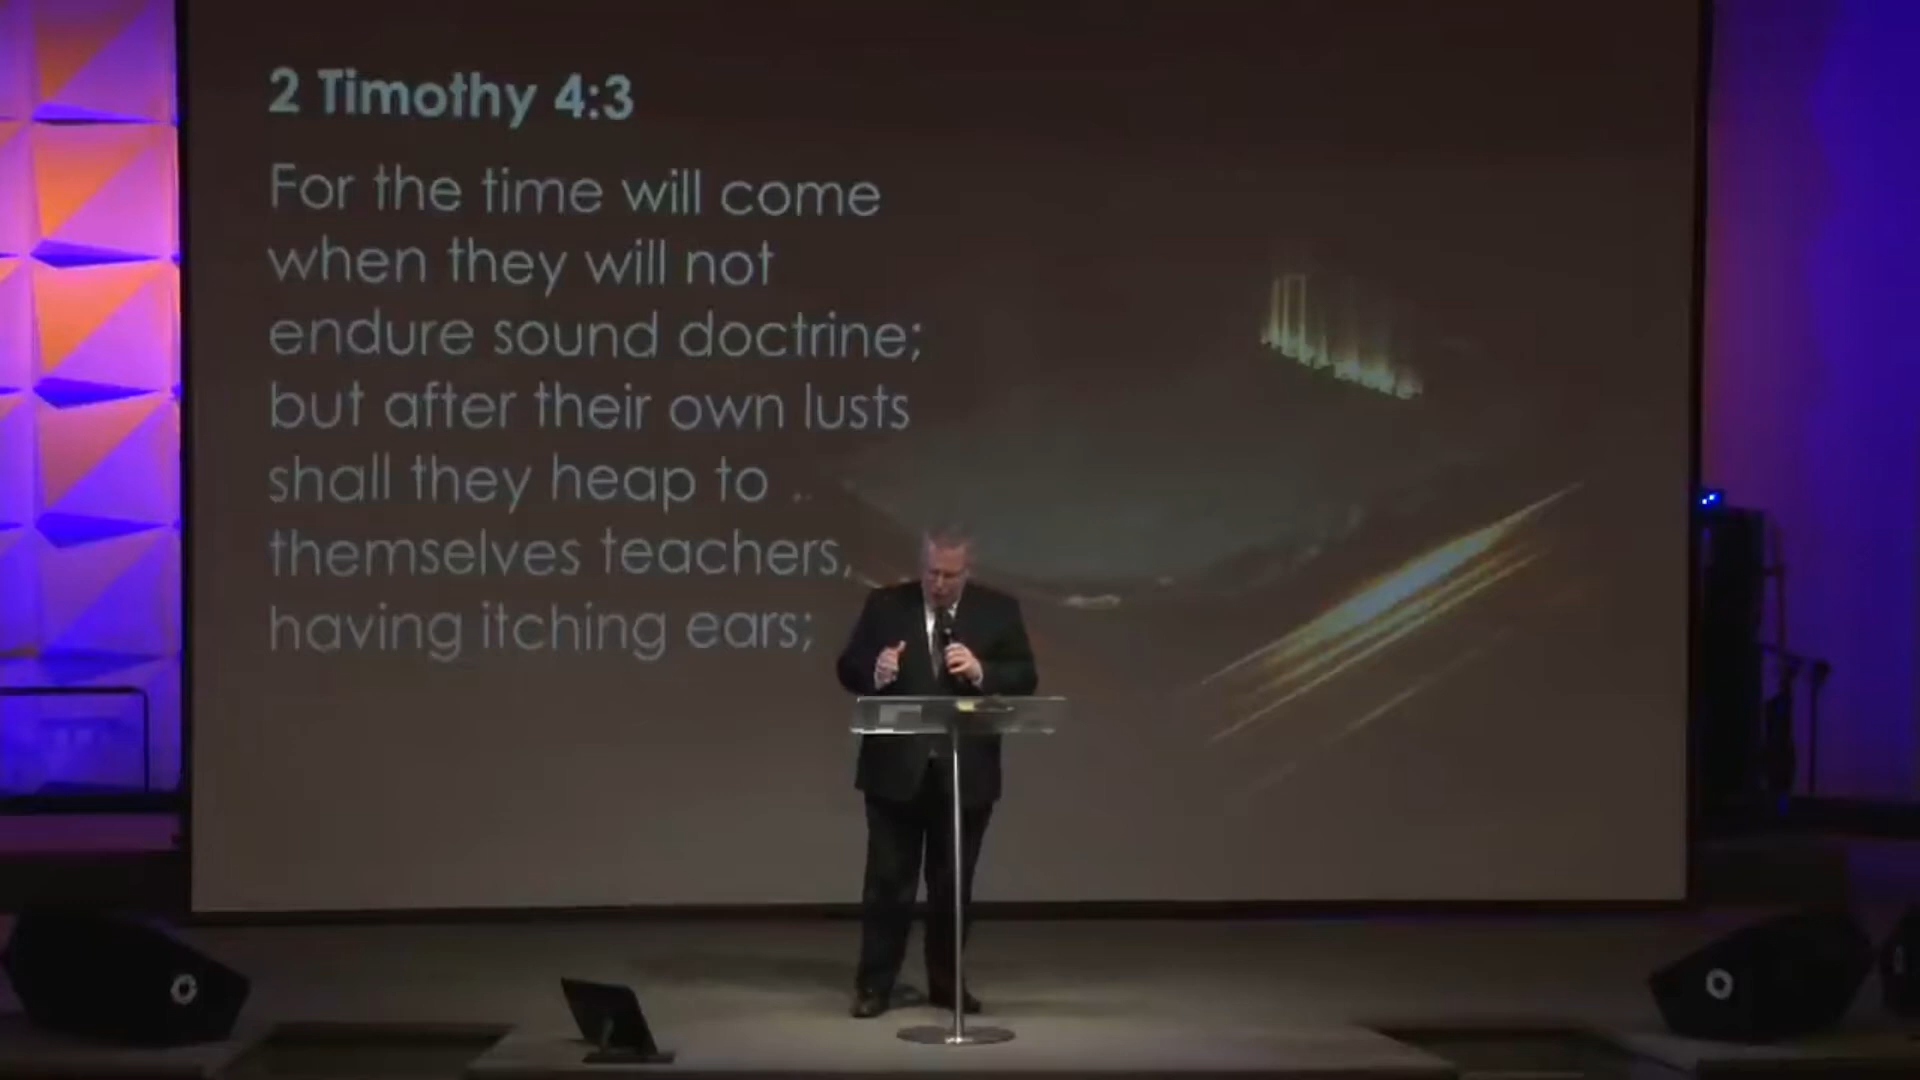 2 Timothy 4:3
For the time will come
when they will not
endure sound doctrine;
but after their own lusts
shall they heap to
themselves teachers,
having itching ears;